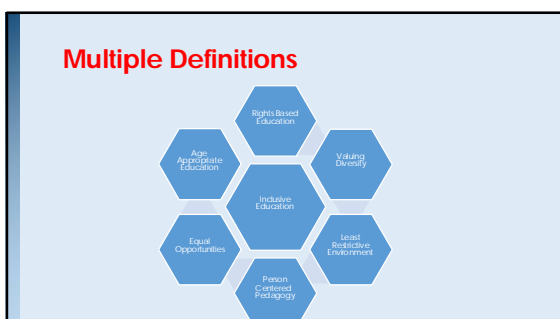 Multiple Definitions
Rights Based
Education
Age
Appropriate
Education
Valuing
Diversity
Inclusive
Education
Equal
Opportunities
Least
Restrictive
Environment
Person
Centered
Pedagogy